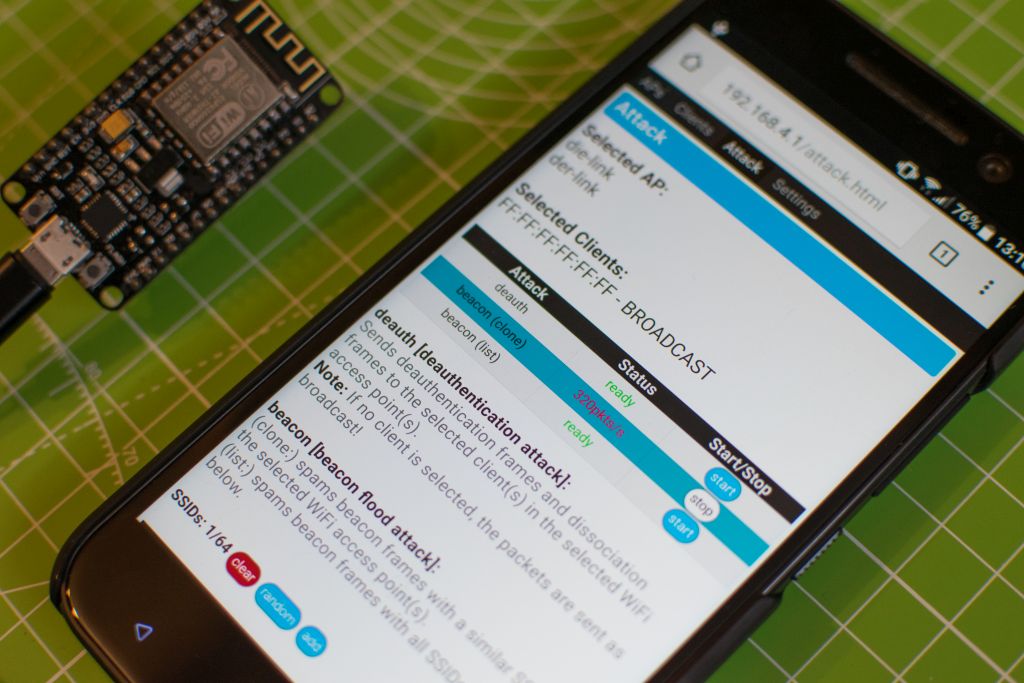 192.168.4.1/attack.html
1
76%
13:1
APs Clients Attack Settings
Attack
Selected AP:
die-link
der-link
Selected Clients:
FF:FF:FF:FF:FF:FF - BROADCAST
Attack Status Start/Stop
deauth ready start
beacon (clone) 320pkts/s stop
beacon (list) ready start
deauth [deauthentication attack]:
Sends deauthentication frames and dissociation
frames to the selected client(s) in the selected WiFi
access point(s).
Note: If no client is selected, the packets are sent as
broadcast!
beacon [beacon flood attack]:
(clone:) spams beacon frames with a similar
the selected WiFi access point(s).
(list:) spams beacon frames with all
below.
SSIDs: 1/64 clear random add
WiFi
70
80